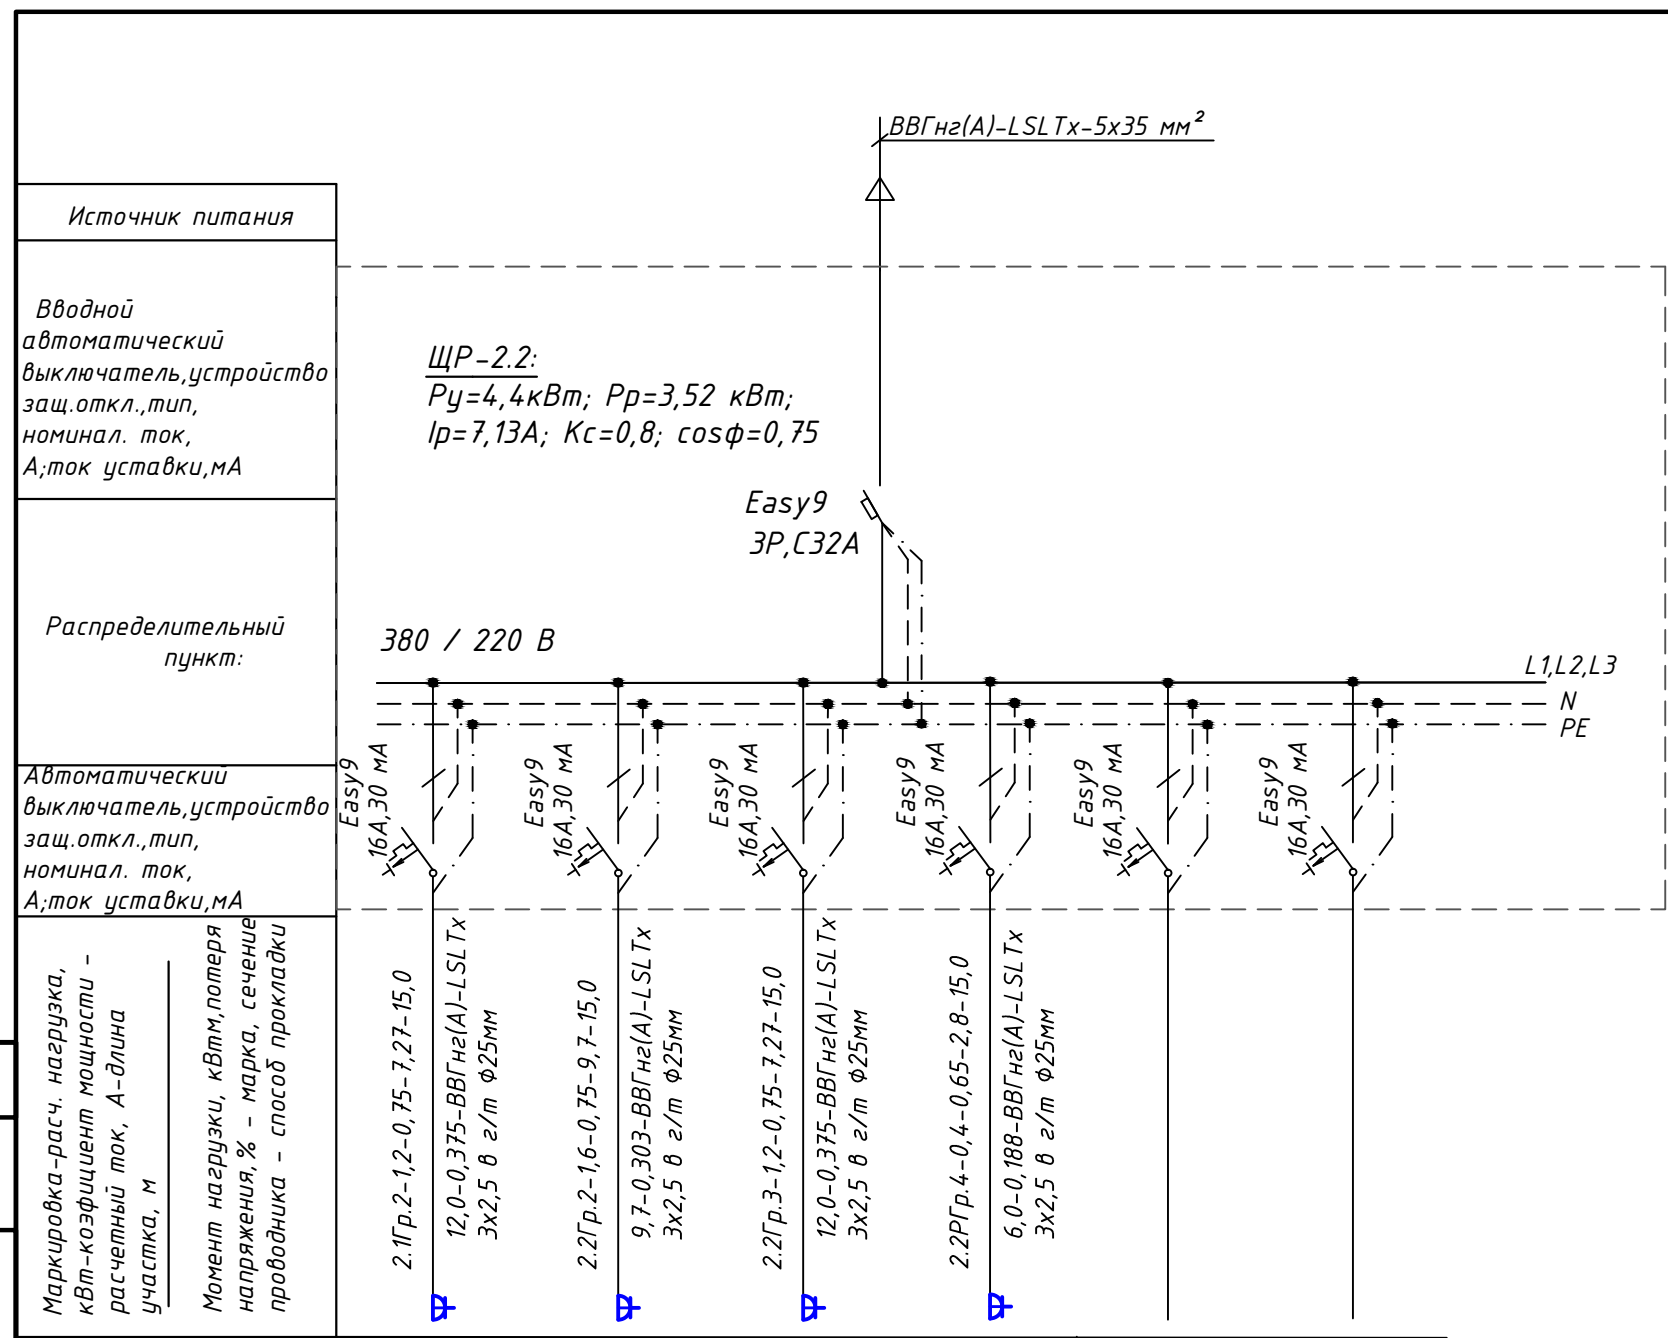 ВВГнг(А)-LSLTx-5x35 мм²
Источник питания
Вводной
автоматический
выключатель,устройство
защ.откл.,тип,
номинал. ток,
А;ток уставки,мА
ЩР-2.2:
Ру=4,4кВт; Рр=3,52 кВт;
Iр=7,13А; Кс=0,8; cosф=0,75
Easy9
3P,C32A
Распределительный
пункт:
380 / 220 В
L1,L2,L3
N
PE
Автоматический
выключатель,устройство
защ.откл.,тип,
номинал. ток,
А;ток уставки,мА
Easy9
16А,30 мА
Easy9
16А,30 мА
Easy9
16А,30 мА
Easy9
16А,30 мА
Easy9
16А,30 мА
Easy9
16А,30 мА
Маркировка-расч. нагрузка,
кВт-коэфициент мощности -
расчетный ток, А-длина
участка, м
Момент нагрузки, кВтм,потеря
напряжения,% - марка, сечение
проводника - способ прокладки
2.1Гр.2-1,2-0,75-7,27-15,0
12,0-0,375-ВВГнг(А)-LSLTx
3x2,5 в г/т ф25мм
2.2Гр.2-1,6-0,75-9,7-15,0
9,7-0,303-ВВГнг(А)-LSLTx
3x2,5 в г/т ф25мм
2.2Гр.3-1,2-0,75-7,27-15,0
12,0-0,375-ВВГнг(А)-LSLTx
3x2,5 в г/т ф25мм
2.2РГр.4-0,4-0,65-2,8-15,0
6,0-0,188-ВВГнг(А)-LSLTx
3x2,5 в г/т ф25мм